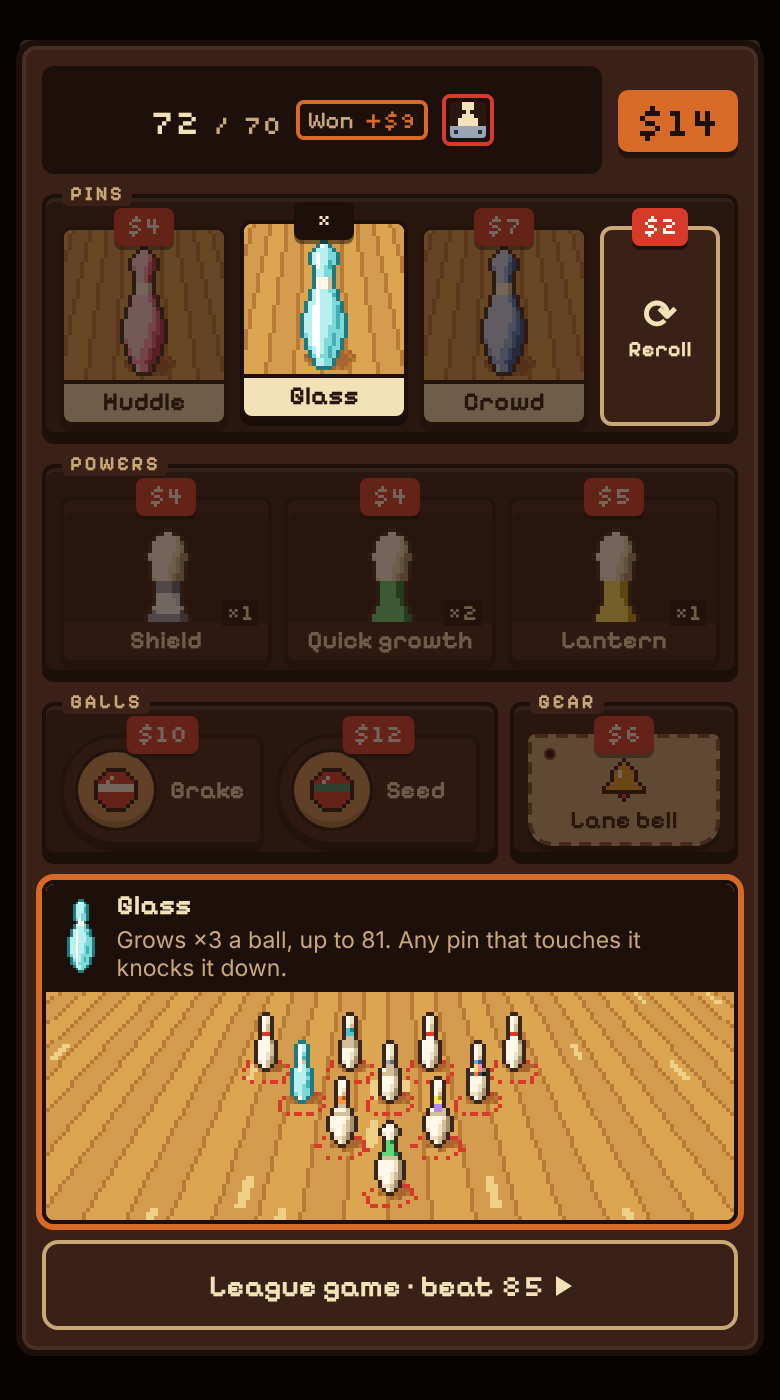 72 / 70 Won +$9 $14
PINS
$4 × $7 $2
Huddle Glass Crowd Reroll
POWERS
$4 $4 $5
×1 ×2 ×1
Shield Quick growth Lantern
BALLS GEAR
$10 $12 $6
Brake Seed Lane bell
Glass
Grows ×3 a ball, up to 81. Any pin that touches it
knocks it down.
League game · beat 85